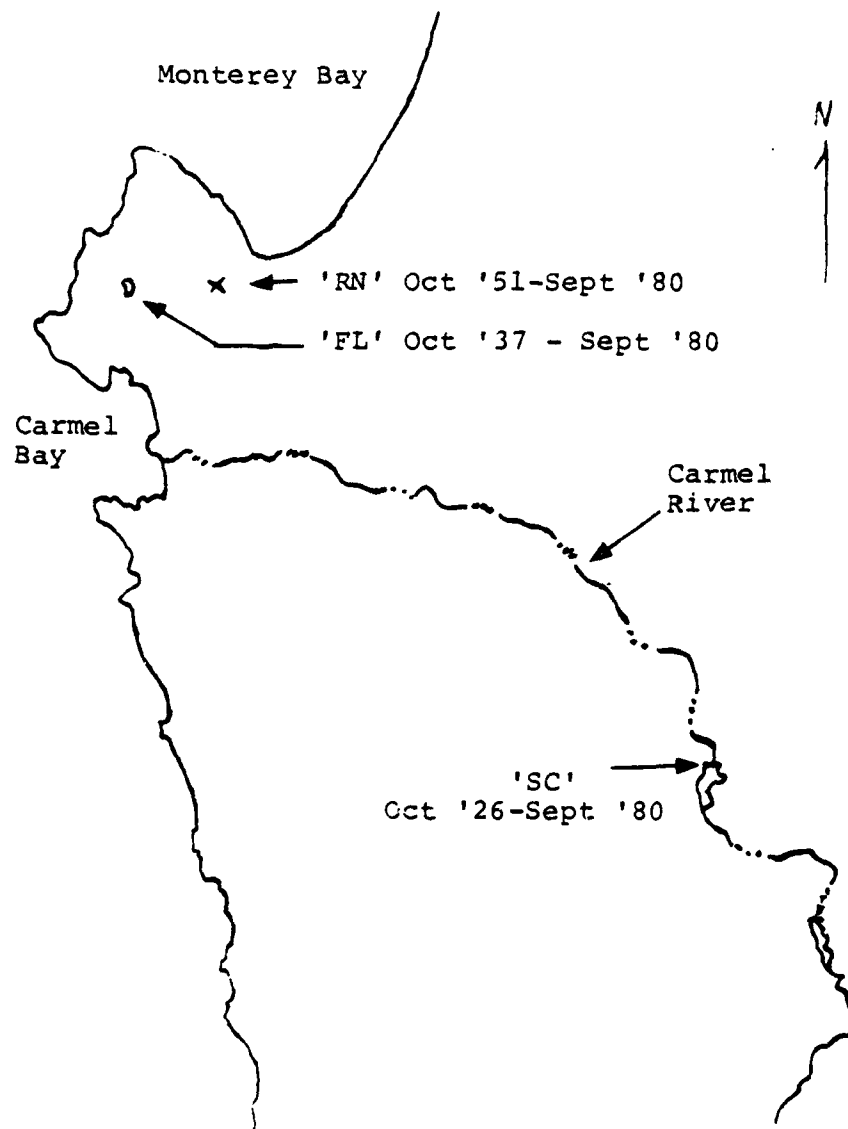 Monterey Bay
N
'RN' Oct '51-Sept '80
'FL' Oct '37 - Sept '80
Carmel
Bay
Carmel
River
'SC'
Oct '26-Sept '80